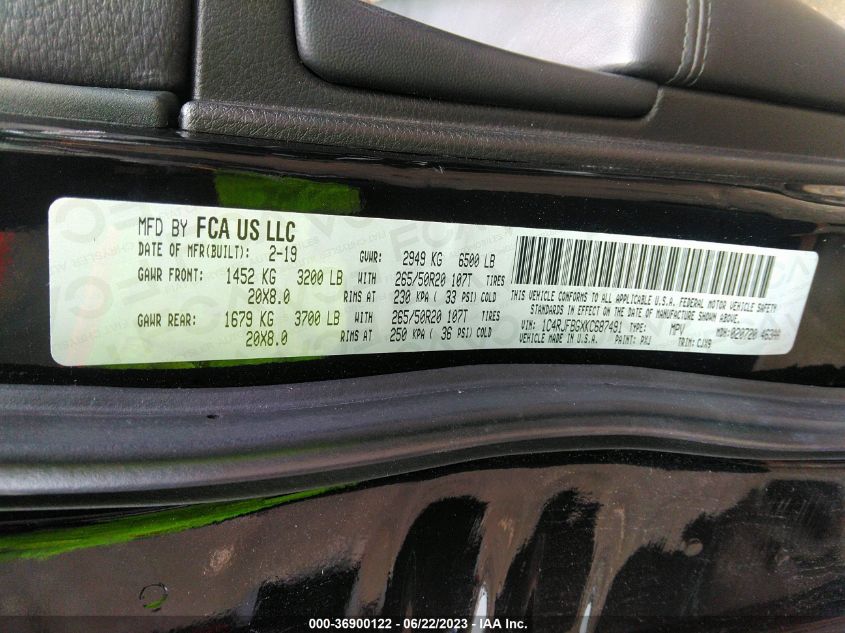 MFD BY FCA US LLC
DATE OF MFR(BUILT): 2-19 GVWR: 2949 KG 6500 LB
GAWR FRONT: 1452 KG 3200 LB WITH 265/50R20 107T TIRES
20X8.0 RIMS AT 230 KPA ( 33 PSI) COLD
GAWR REAR: 1679 KG 3700 LB WITH 265/50R20 107T TIRES
20X8.0 RIMS AT 250 KPA ( 36 PSI) COLD
THIS VEHICLE CONFORMS TO ALL APPLICABLE U.S.A. FEDERAL MOTOR VEHICLE SAFETY
STANDARDS IN EFFECT ON THE DATE OF MANUFACTURE SHOWN ABOVE.
VIN: 1C4RJFBGXKC607491 TYPE: MPV MDH:020720 463AA
VEHICLE MADE IN U.S.A. PAINT: PXJ TRIM: CJX9
000-36900122 - 06/22/2023 - IAA Inc.